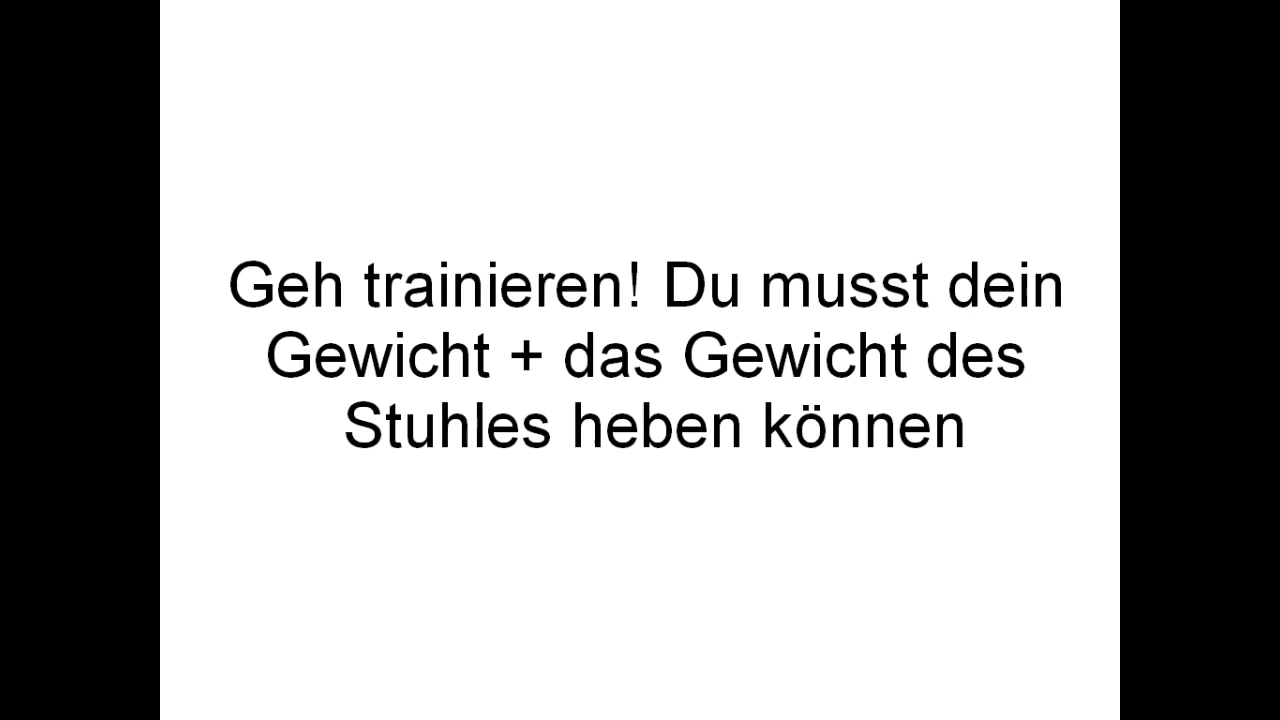 Geh trainieren! Du musst dein
Gewicht + das Gewicht des
Stuhles heben können